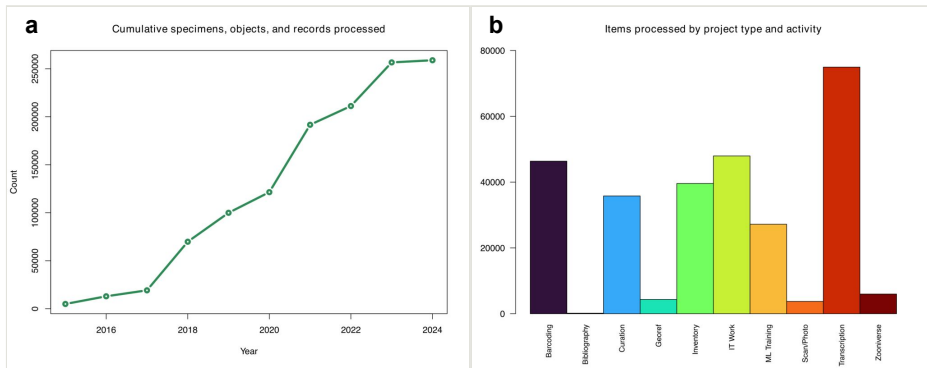 a
Cumulative specimens, objects, and records processed
Count
250000
200000
150000
100000
50000
0
2016 2018 2020 2022 2024
Year
b
Items processed by project type and activity
80000
60000
40000
20000
0
Barcoding
Bibliography
Curation
Georef
Inventory
IT Work
ML Training
Scan/Photo
Transcription
Zooniverse